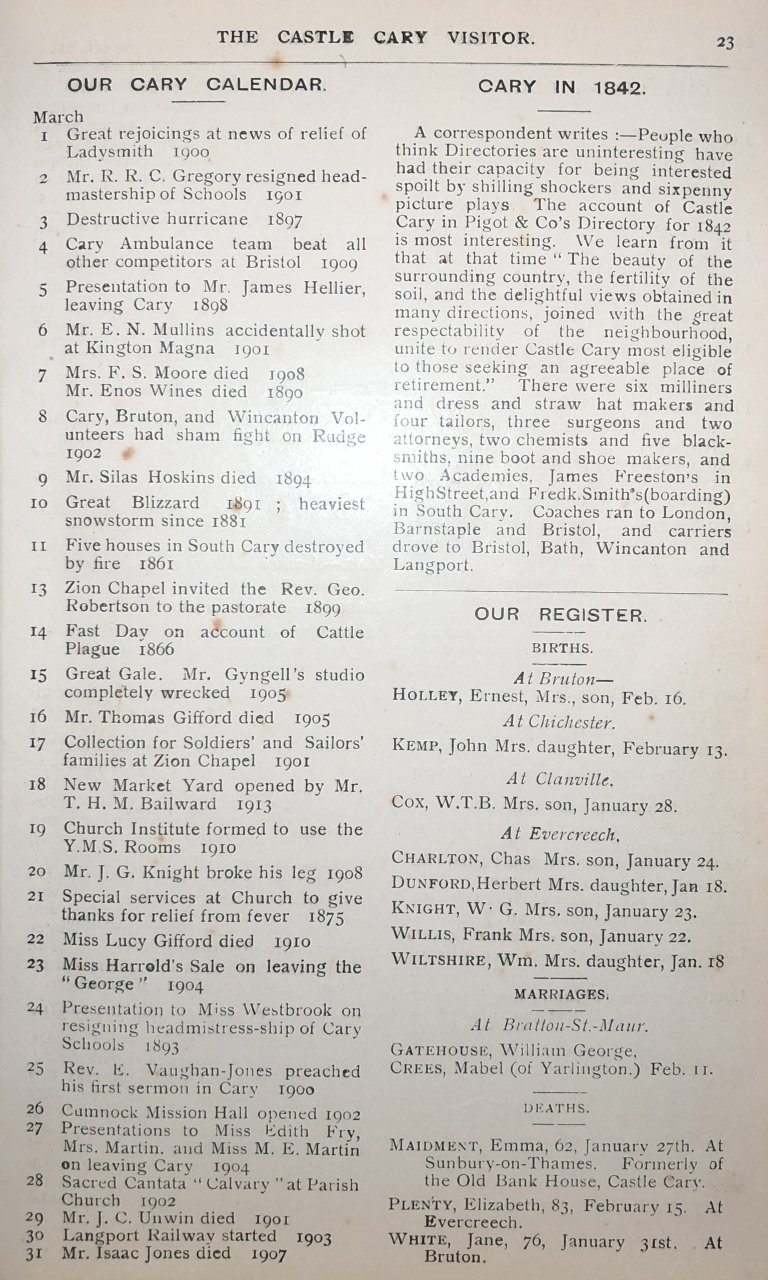 THE CASTLE CARY VISITOR.
23
OUR CARY CALENDAR.
March
1 Great rejoicings at news of relief of
Ladysmith 1900
2 Mr. R. R. C. Gregory resigned head-
mastership of Schools 1901
3 Destructive hurricane 1897
4 Cary Ambulance team beat all
other competitors at Bristol 1909
5 Presentation to Mr. James Hellier,
leaving Cary 1898
6 Mr. E. N. Mullins accidentally shot
at Kington Magna 1901
7 Mrs. F. S. Moore died 1908
Mr. Enos Wines died 1890
8 Cary, Bruton, and Wincanton Vol-
unteers had sham fight on Rudge
1902
9 Mr. Silas Hoskins died 1894
10 Great Blizzard 1891 ; heaviest
snowstorm since 1881
11 Five houses in South Cary destroyed
by fire 1861
13 Zion Chapel invited the Rev. Geo.
Robertson to the pastorate 1899
14 Fast Day on account of Cattle
Plague 1866
15 Great Gale. Mr. Gyngell's studio
completely wrecked 1905
16 Mr. Thomas Gifford died 1905
17 Collection for Soldiers' and Sailors'
families at Zion Chapel 1901
18 New Market Yard opened by Mr.
T. H. M. Bailward 1913
19 Church Institute formed to use the
Y.M.S. Rooms 1910
20 Mr. J. G. Knight broke his leg 1908
21 Special services at Church to give
thanks for relief from fever 1875
22 Miss Lucy Gifford died 1910
23 Miss Harrold's Sale on leaving the
"George" 1904
24 Presentation to Miss Westbrook on
resigning headmistress-ship of Cary
Schools 1893
25 Rev. E. Vaughan-Jones preached
his first sermon in Cary 1900
26 Cumnock Mission Hall opened 1902
27 Presentations to Miss Edith Fry,
Mrs. Martin. and Miss M. E. Martin
on leaving Cary 1904
28 Sacred Cantata "Calvary" at Parish
Church 1902
29 Mr. J. C. Unwin died 1901
30 Langport Railway started 1903
31 Mr. Isaac Jones died 1907
CARY IN 1842.
A correspondent writes :—People who
think Directories are uninteresting have
had their capacity for being interested
spoilt by shilling shockers and sixpenny
picture plays. The account of Castle
Cary in Pigot & Co's Directory for 1842
is most interesting. We learn from it
that at that time "The beauty of the
surrounding country, the fertility of the
soil, and the delightful views obtained in
many directions, joined with the great
respectability of the neighbourhood,
unite to render Castle Cary most eligible
to those seeking an agreeable place of
retirement." There were six milliners
and dress and straw hat makers and
four tailors, three surgeons and two
attorneys, two chemists and five black-
smiths, nine boot and shoe makers, and
two Academies, James Freeston's in
High Street, and Fredk. Smith's (boarding)
in South Cary. Coaches ran to London,
Barnstaple and Bristol, and carriers
drove to Bristol, Bath, Wincanton and
Langport.
OUR REGISTER.
BIRTHS.
At Bruton—
HOLLEY, Ernest, Mrs., son, Feb. 16.
At Chichester.
KEMP, John Mrs. daughter, February 13.
At Clanville.
COX, W.T.B. Mrs. son, January 28.
At Evercreech,
CHARLTON, Chas Mrs. son, January 24.
DUNFORD, Herbert Mrs. daughter, Jan 18.
KNIGHT, W. G. Mrs. son, January 23.
WILLIS, Frank Mrs. son, January 22.
WILTSHIRE, Wm. Mrs. daughter, Jan. 18
MARRIAGES.
At Bratton-St.-Maur.
GATEHOUSE, William George,
CREES, Mabel (of Yarlington.) Feb. 11.
DEATHS.
MAIDMENT, Emma, 62, January 27th. At
Sunbury-on-Thames. Formerly of
the Old Bank House, Castle Cary.
PLENTY, Elizabeth, 83, February 15. At
Evercreech.
WHITE, Jane, 76, January 31st. At
Bruton.